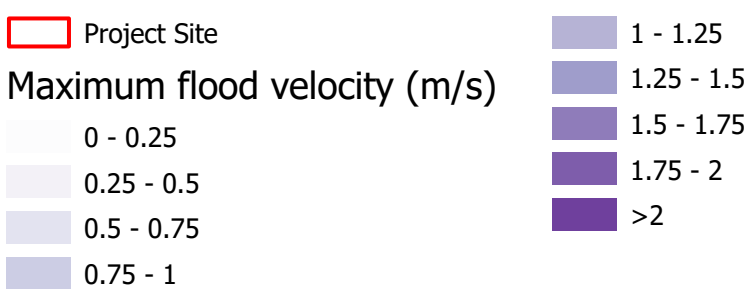 Project Site
Maximum flood velocity (m/s)
0 - 0.25
0.25 - 0.5
0.5 - 0.75
0.75 - 1
1 - 1.25
1.25 - 1.5
1.5 - 1.75
1.75 - 2
>2